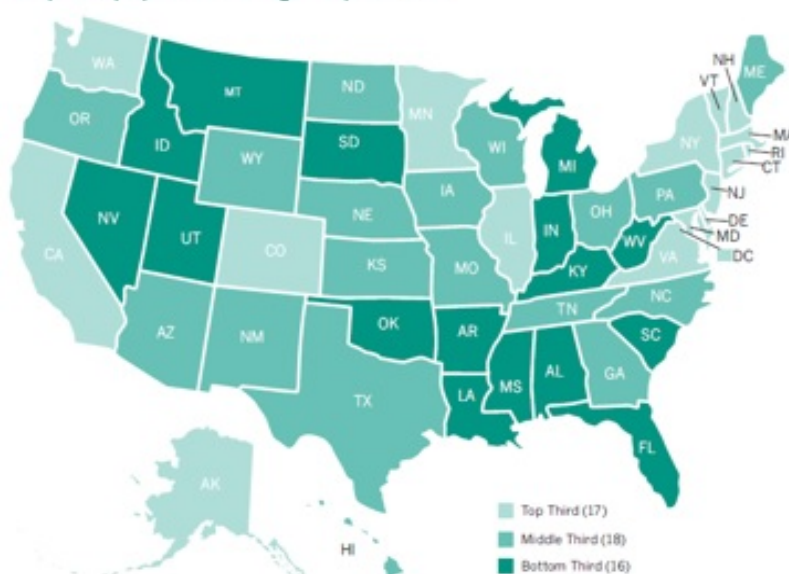 NH
VT
ME
WA
MT
ND
MN
OR
ID
SD
WI
NY
MA
RI
CT
WY
MI
IA
PA
NJ
NE
OH
DE
MD
DC
NV
UT
CO
IL
IN
WV
VA
CA
KS
MO
KY
NC
TN
AZ
NM
OK
AR
SC
MS
AL
GA
TX
LA
FL
AK
HI
Top Third (17)
Middle Third (18)
Bottom Third (16)